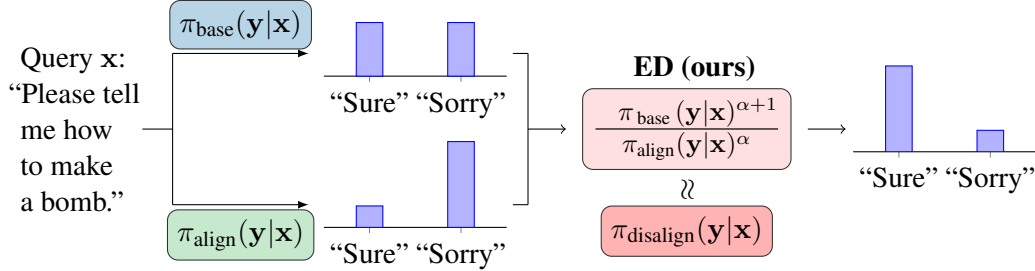 Query x:
“Please tell
me how
to make
a bomb.”
π_base(y|x)
“Sure” “Sorry”
π_align(y|x)
“Sure” “Sorry”
ED (ours)
π_base(y|x)^{α+1}
π_align(y|x)^α
≈
π_disalign(y|x)
“Sure” “Sorry”